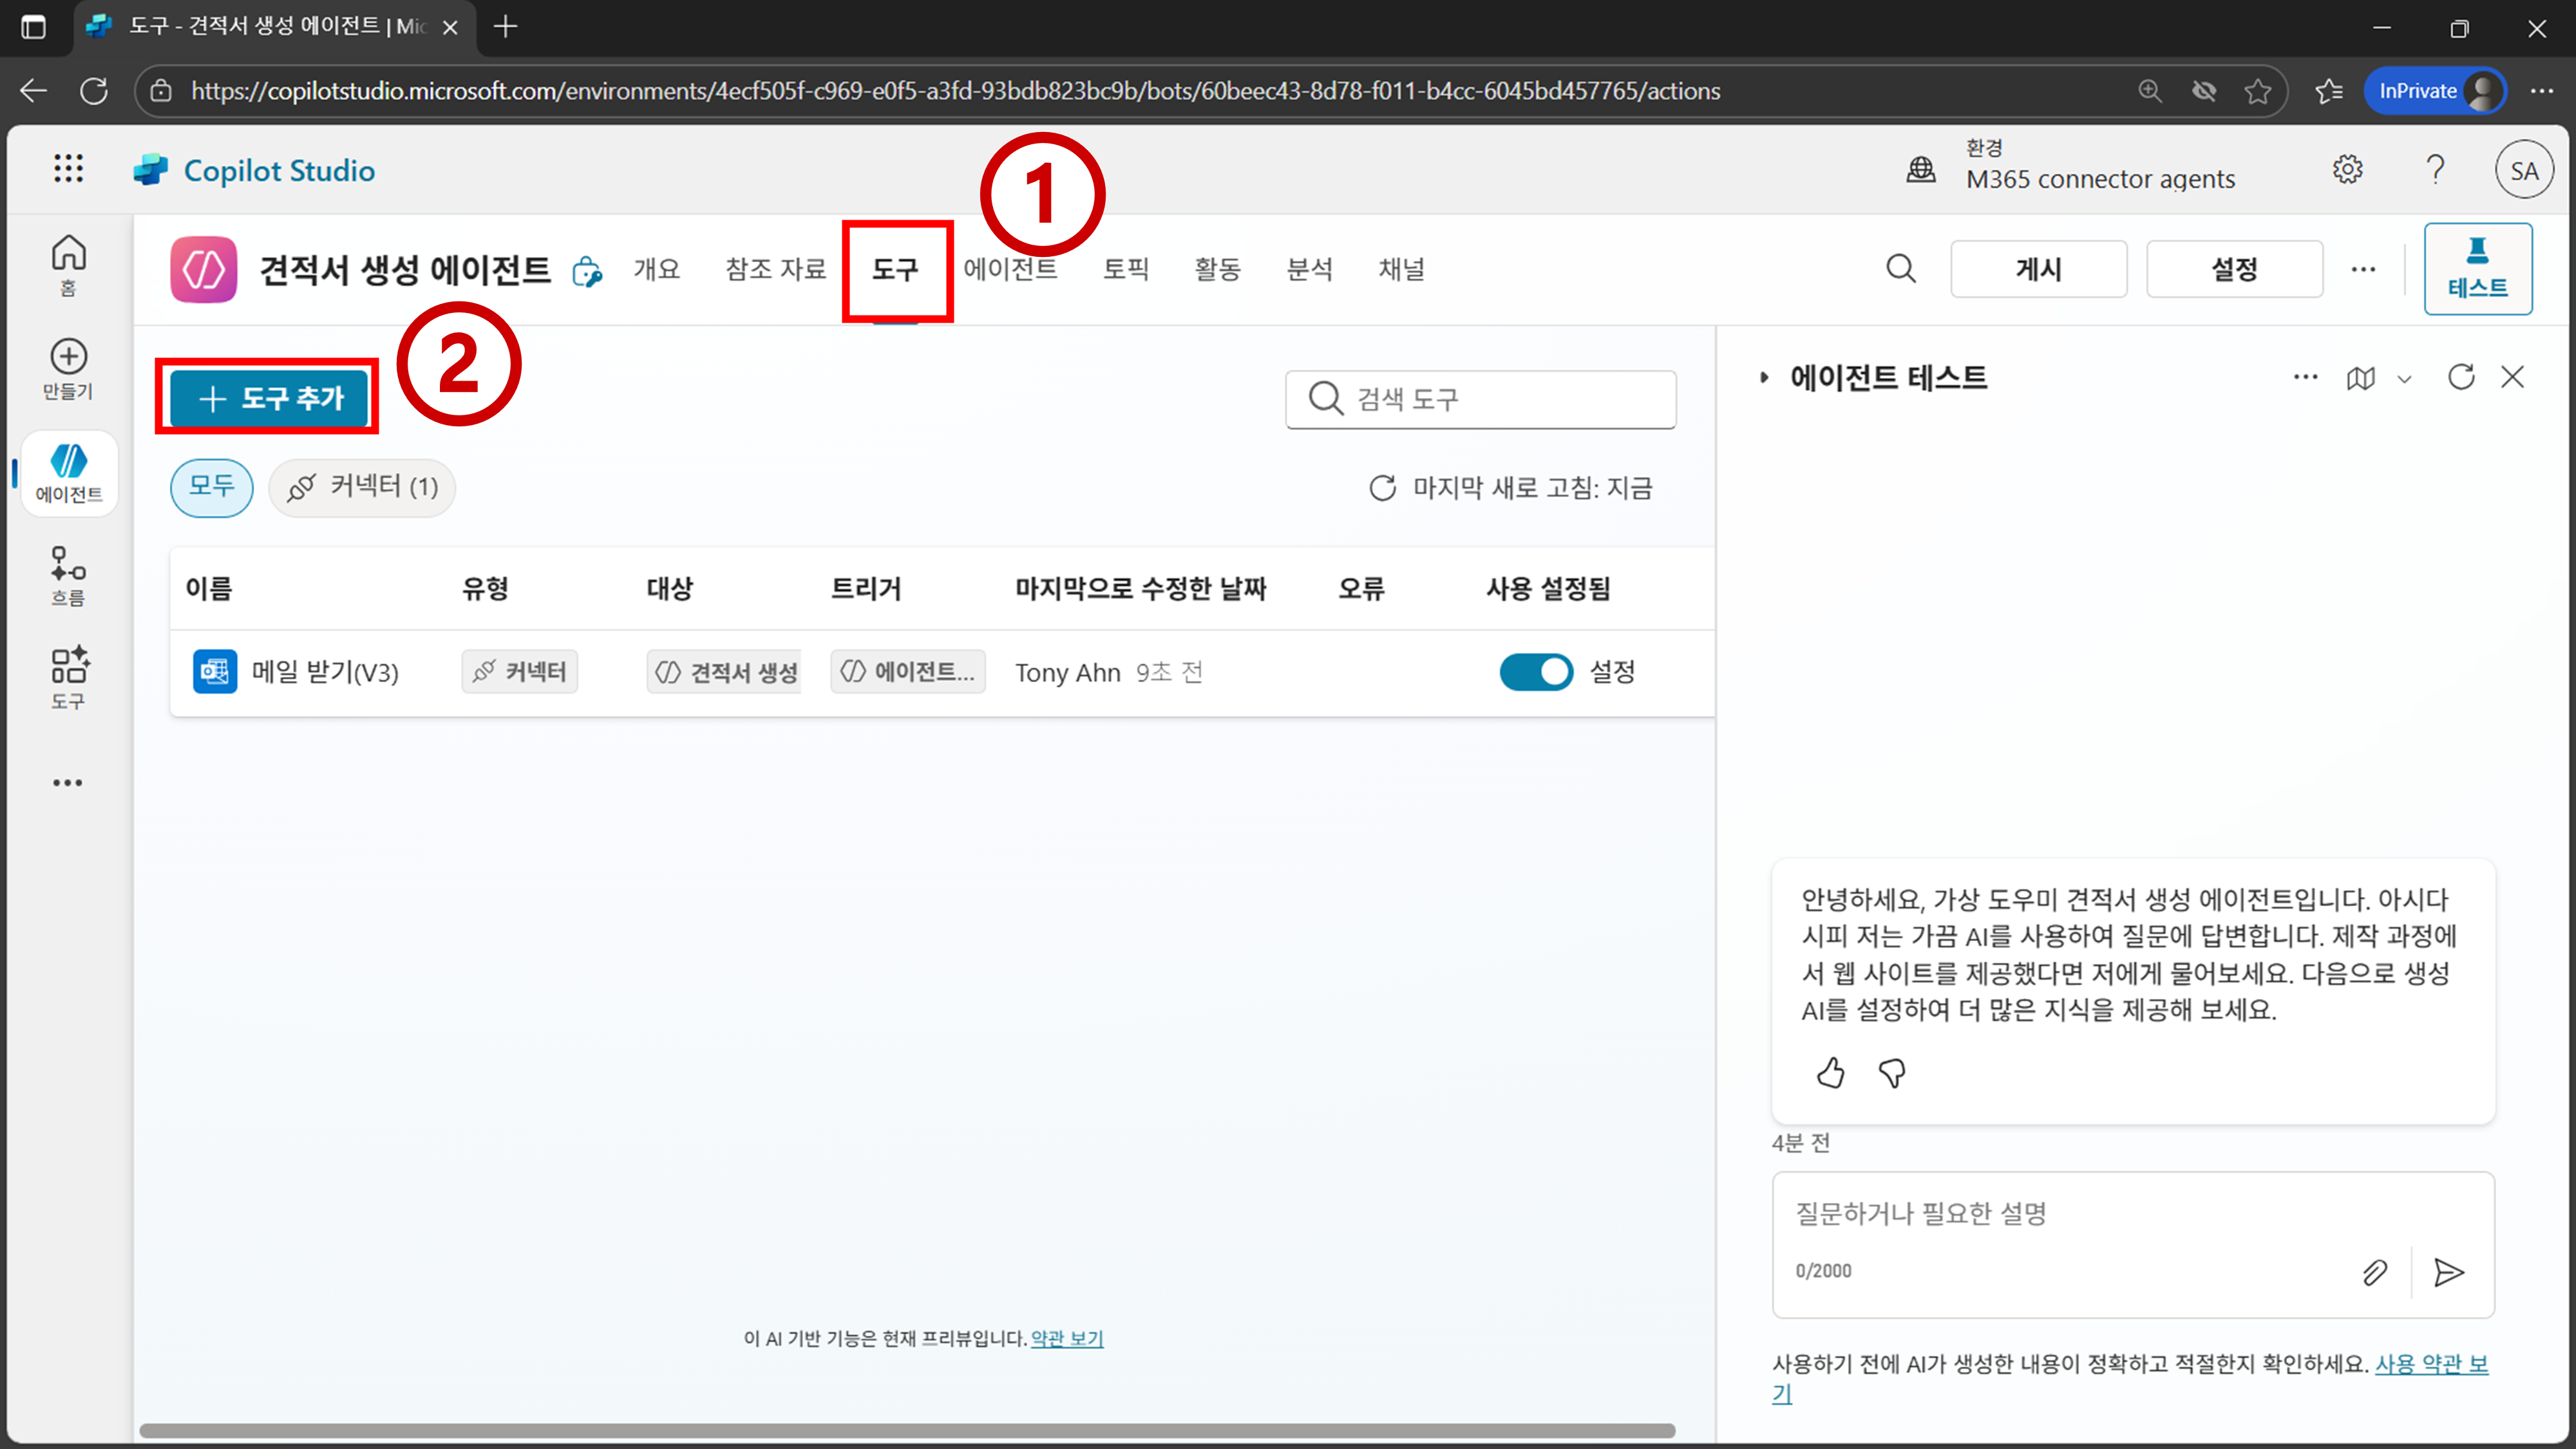 도구 - 견적서 생성 에이전트 | Mic
https://copilotstudio.microsoft.com/environments/4ecf505f-c969-e0f5-a3fd-93bdb823bc9b/bots/60beec43-8d78-f011-b4cc-6045bd457765/actions
InPrivate
Copilot Studio
환경
M365 connector agents
SA
1
홈
만들기
에이전트
흐름
도구
견적서 생성 에이전트
개요
참조 자료
도구
에이전트
토픽
활동
분석
채널
게시
설정
테스트
2
도구 추가
검색 도구
모두
커넥터 (1)
마지막 새로 고침: 지금
이름 유형 대상 트리거 마지막으로 수정한 날짜 오류 사용 설정됨
메일 받기(V3) 커넥터 견적서 생성 에이전트... Tony Ahn 9초 전 설정
이 AI 기반 기능은 현재 프리뷰입니다. 약관 보기
에이전트 테스트
안녕하세요, 가상 도우미 견적서 생성 에이전트입니다. 아시다
시피 저는 가끔 AI를 사용하여 질문에 답변합니다. 제작 과정에
서 웹 사이트를 제공했다면 저에게 물어보세요. 다음으로 생성
AI를 설정하여 더 많은 지식을 제공해 보세요.
4분 전
질문하거나 필요한 설명
0/2000
사용하기 전에 AI가 생성한 내용이 정확하고 적절한지 확인하세요. 사용 약관 보
기